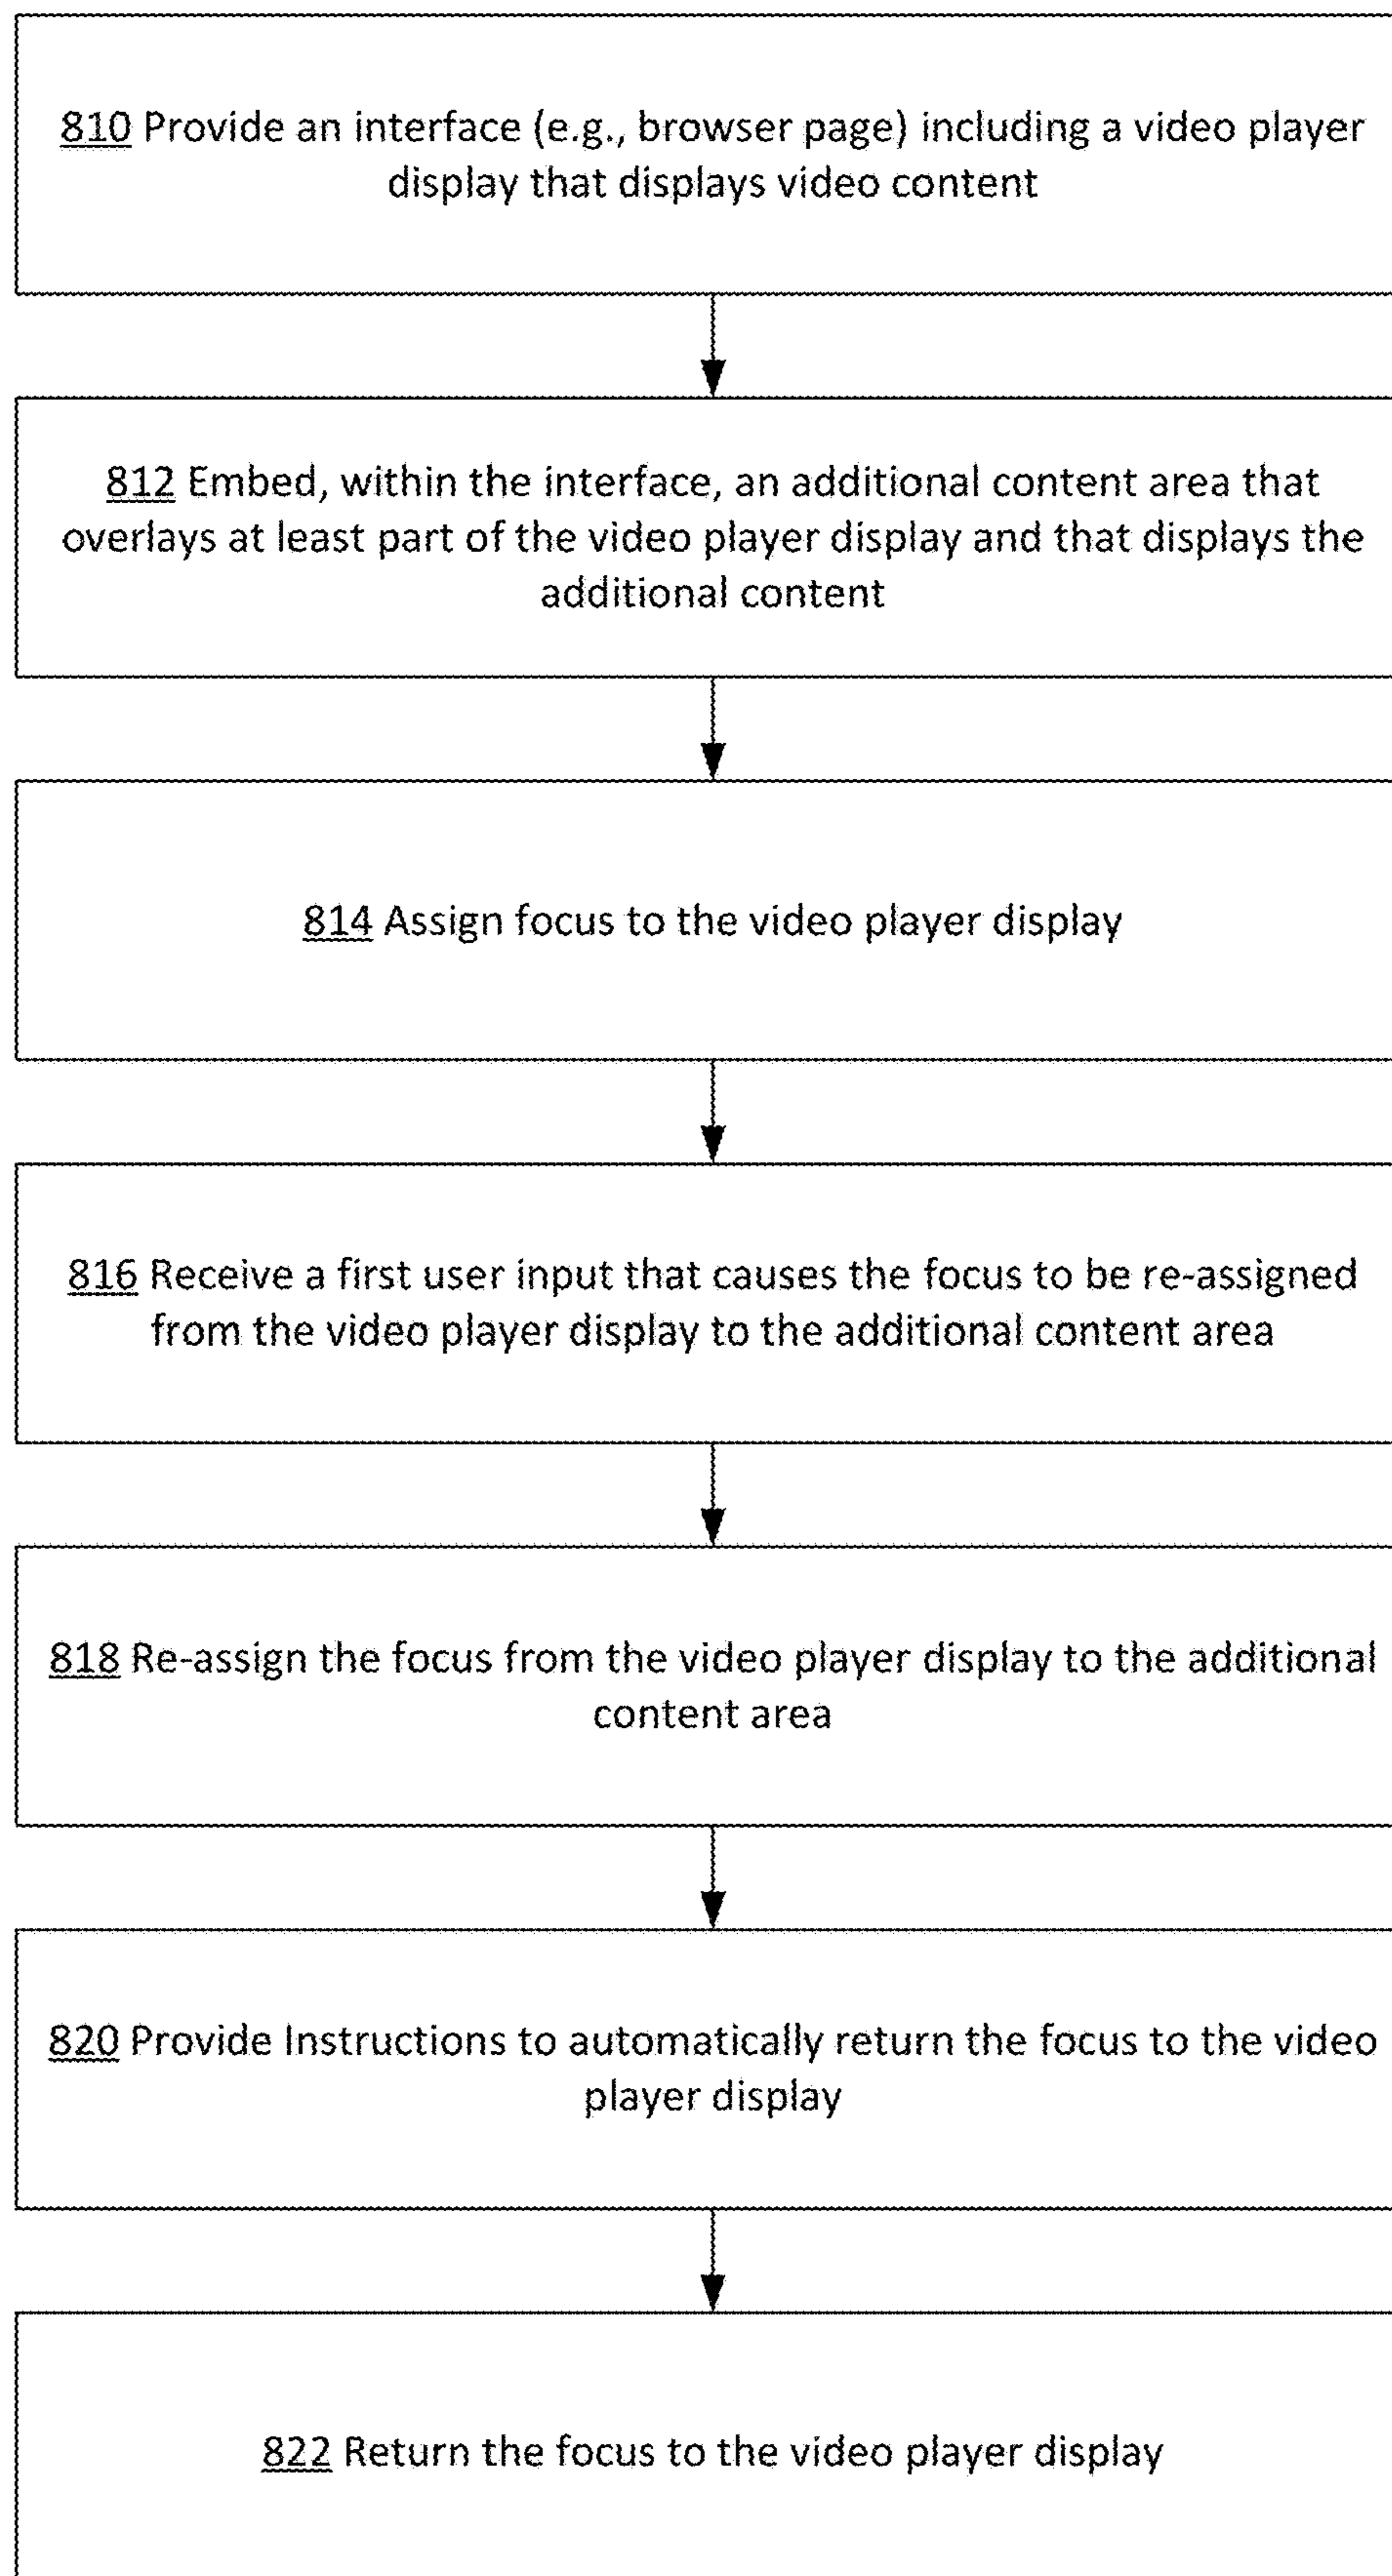 810 Provide an interface (e.g., browser page) including a video player
display that displays video content
812 Embed, within the interface, an additional content area that
overlays at least part of the video player display and that displays the
additional content
814 Assign focus to the video player display
816 Receive a first user input that causes the focus to be re-assigned
from the video player display to the additional content area
818 Re-assign the focus from the video player display to the additional
content area
820 Provide Instructions to automatically return the focus to the video
player display
822 Return the focus to the video player display